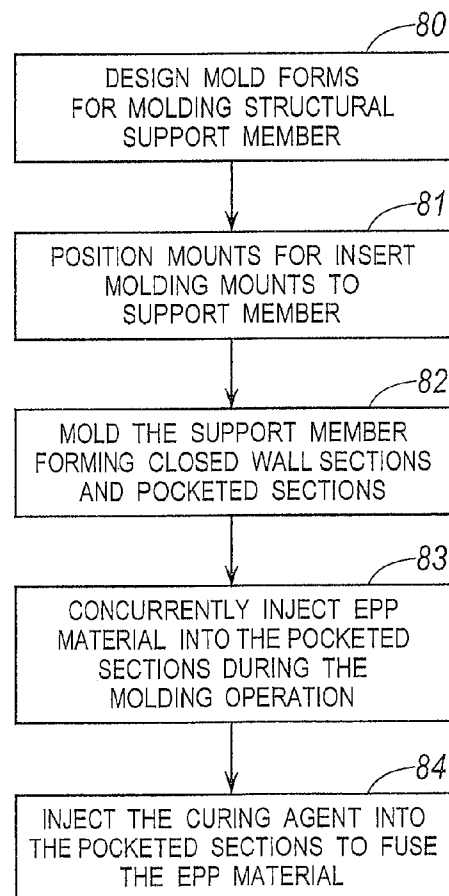 80
DESIGN MOLD FORMS
FOR MOLDING STRUCTURAL
SUPPORT MEMBER
81
POSITION MOUNTS FOR INSERT
MOLDING MOUNTS TO
SUPPORT MEMBER
82
MOLD THE SUPPORT MEMBER
FORMING CLOSED WALL SECTIONS
AND POCKETED SECTIONS
83
CONCURRENTLY INJECT EPP
MATERIAL INTO THE POCKETED
SECTIONS DURING THE
MOLDING OPERATION
84
INJECT THE CURING AGENT INTO
THE POCKETED SECTIONS TO FUSE
THE EPP MATERIAL